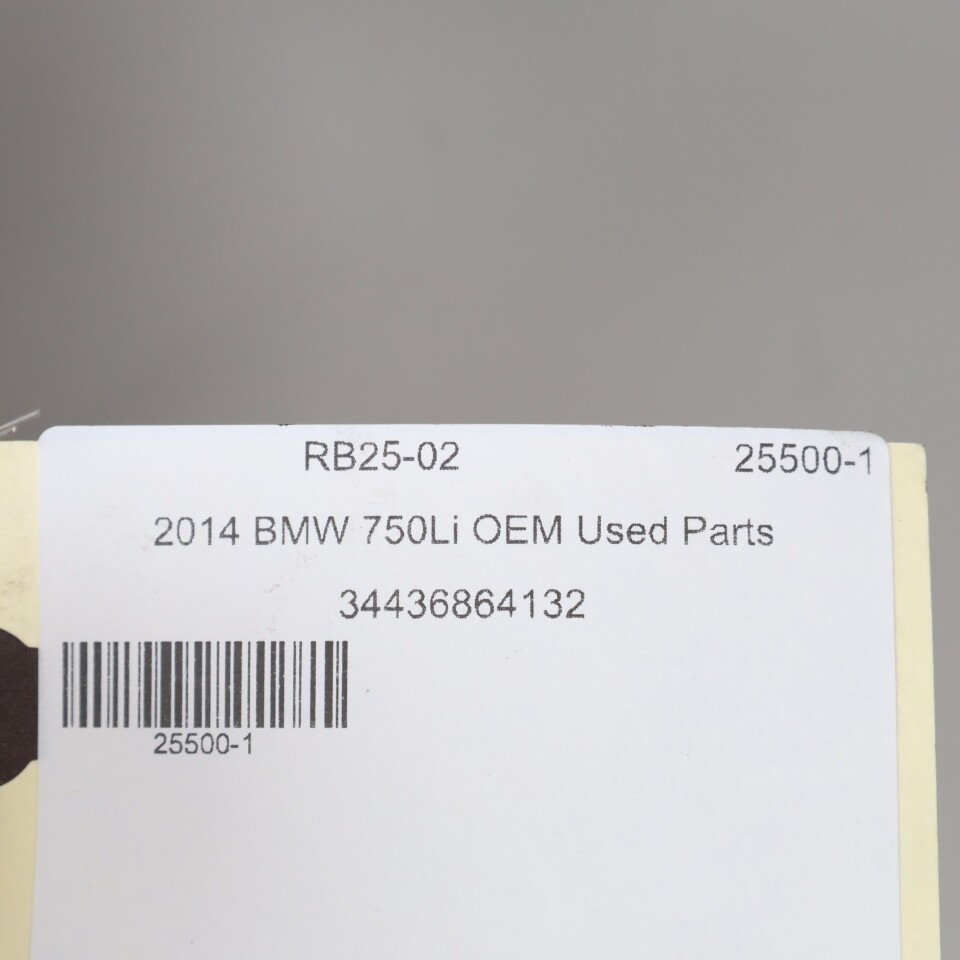 RB25-02 25500-1
2014 BMW 750Li OEM Used Parts
34436864132
25500-1